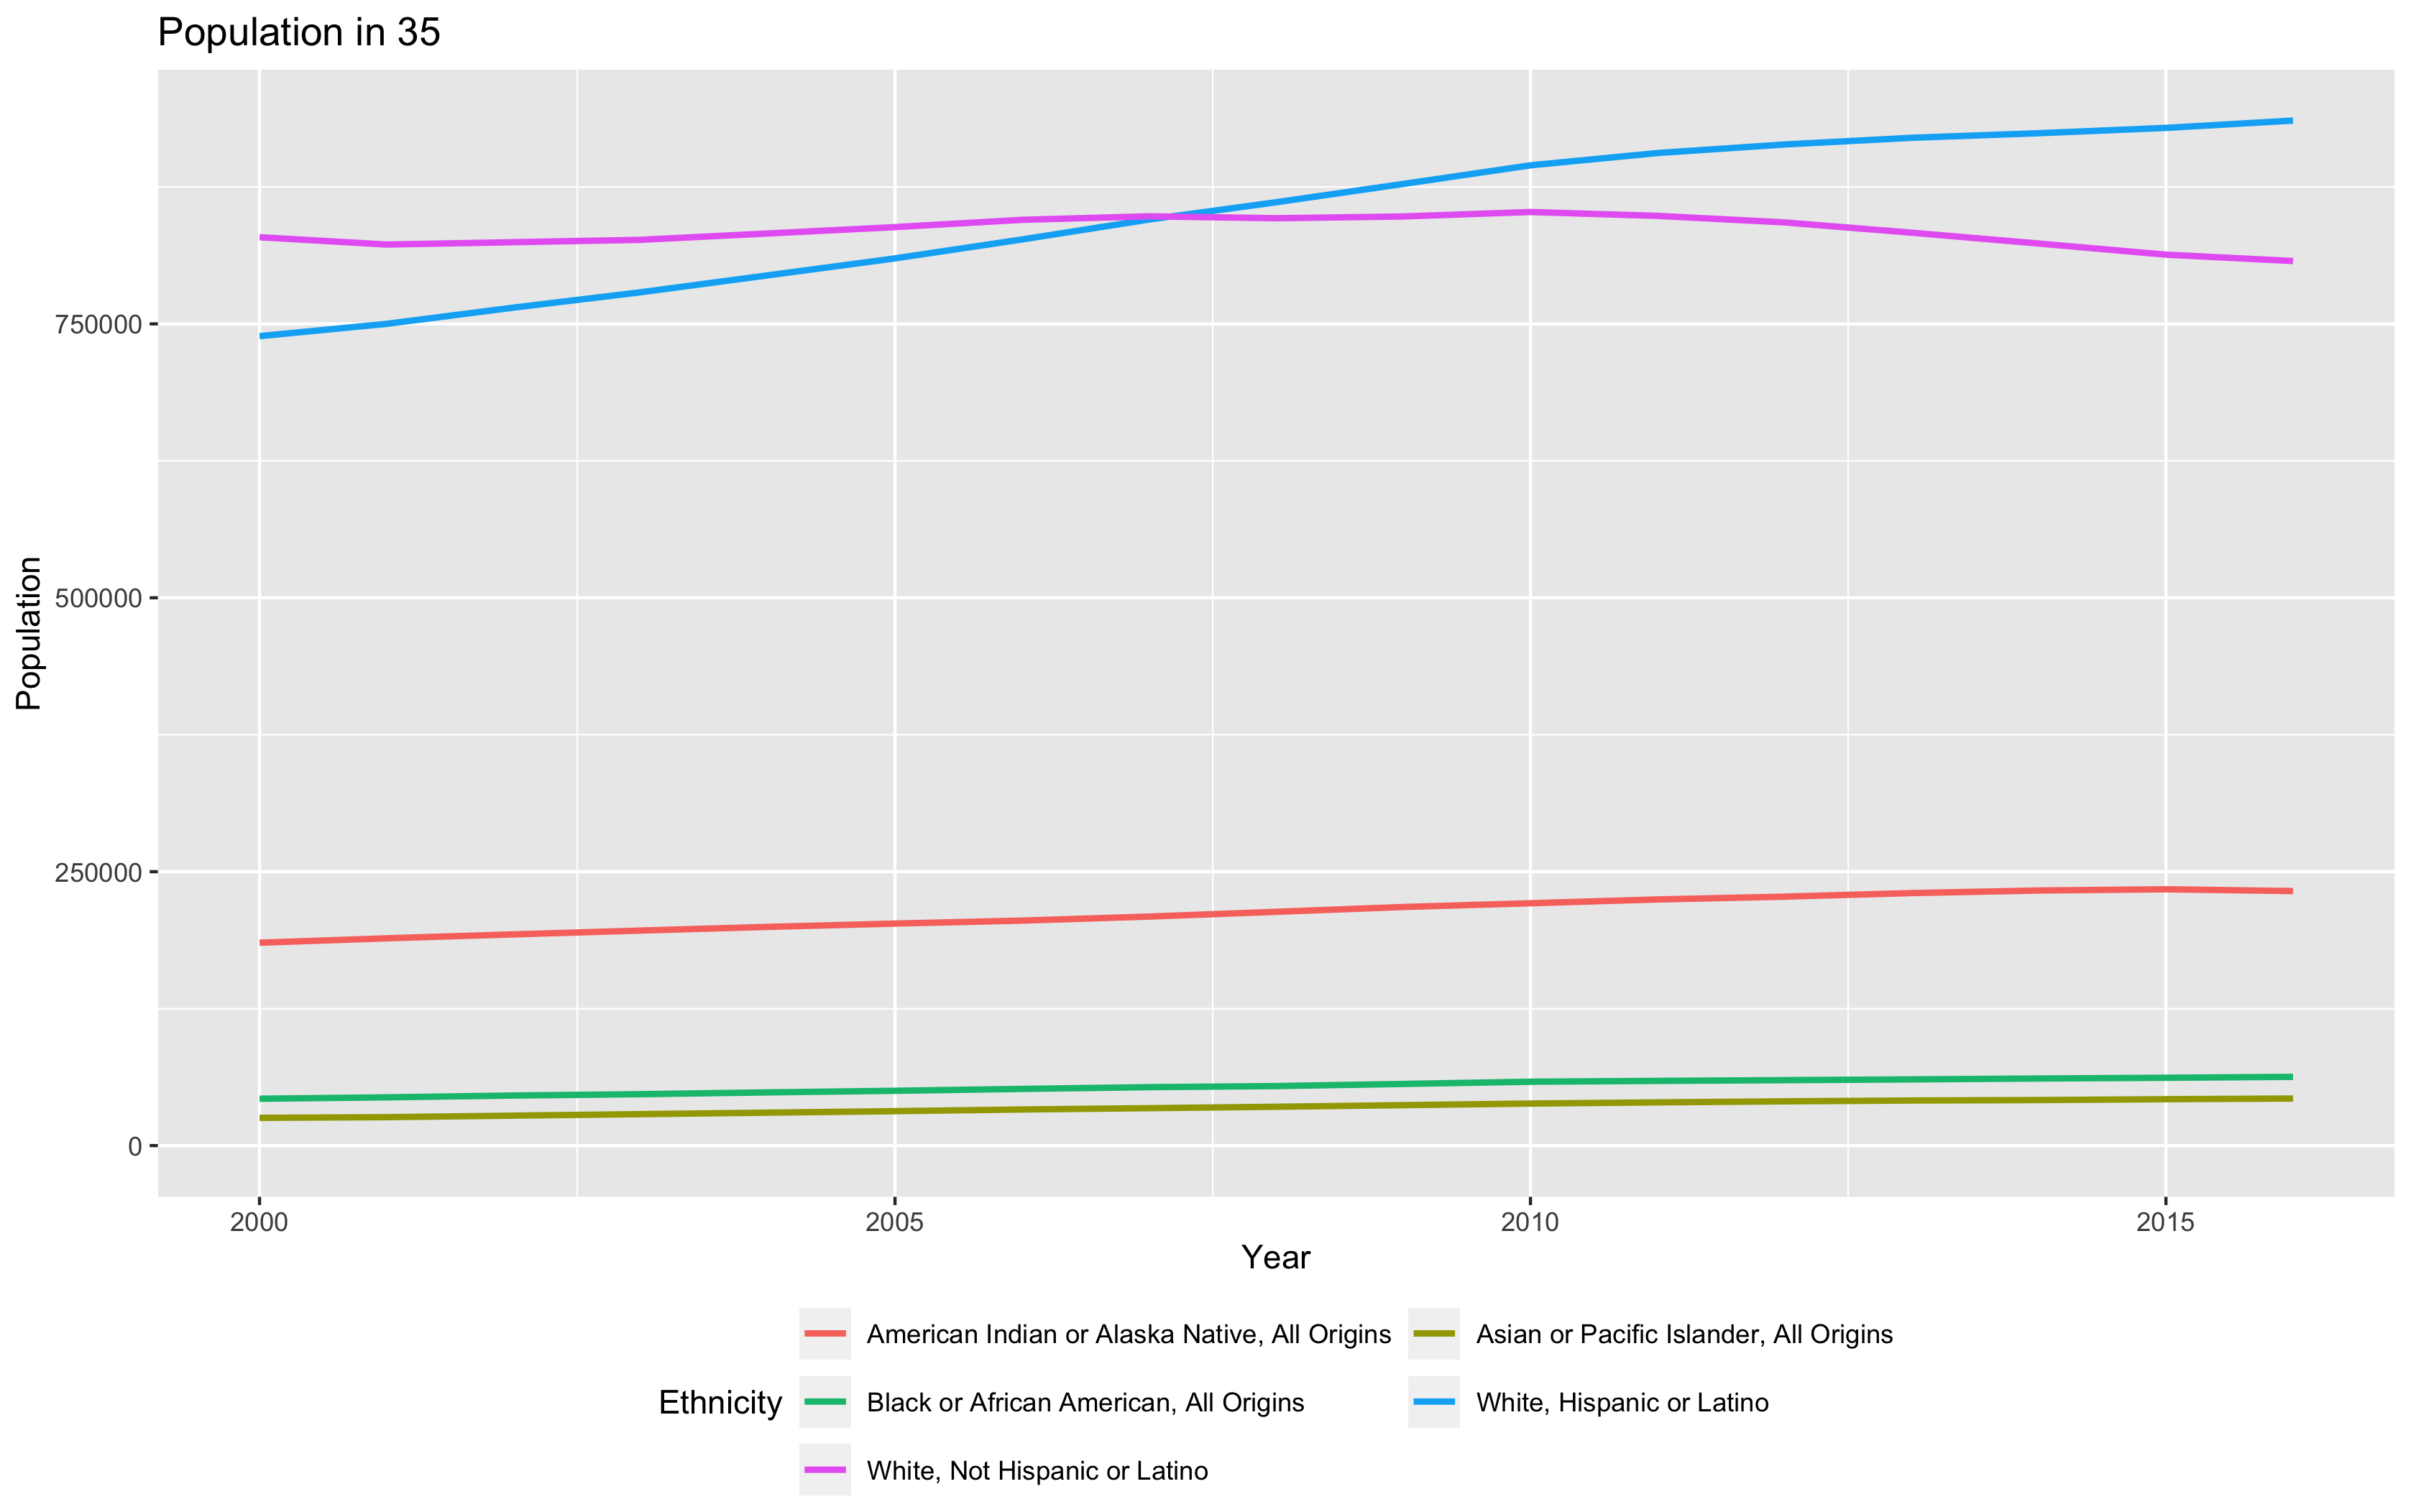 Population in 35
Population
750000
500000
250000
0
2000 2005 2010 2015
Year
Ethnicity
American Indian or Alaska Native, All Origins
Asian or Pacific Islander, All Origins
Black or African American, All Origins
White, Hispanic or Latino
White, Not Hispanic or Latino